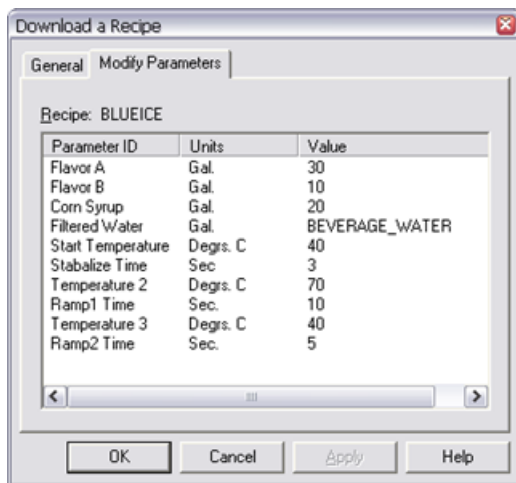 Download a Recipe
General Modify Parameters
Recipe: BLUEICE
Parameter ID Units Value
Flavor A Gal. 30
Flavor B Gal. 10
Corn Syrup Gal. 20
Filtered Water Gal. BEVERAGE_WATER
Start Temperature Degrs. C 40
Stabalize Time Sec 3
Temperature 2 Degrs. C 70
Ramp1 Time Sec. 10
Temperature 3 Degrs. C 40
Ramp2 Time Sec. 5
OK Cancel Apply Help